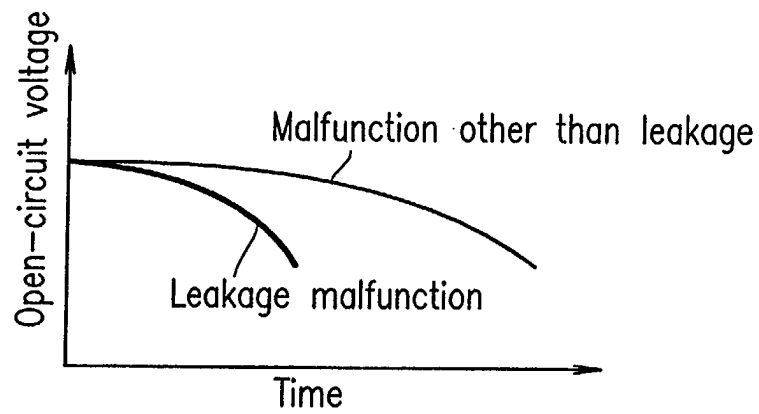 Open-circuit voltage
Malfunction other than leakage
Leakage malfunction
Time